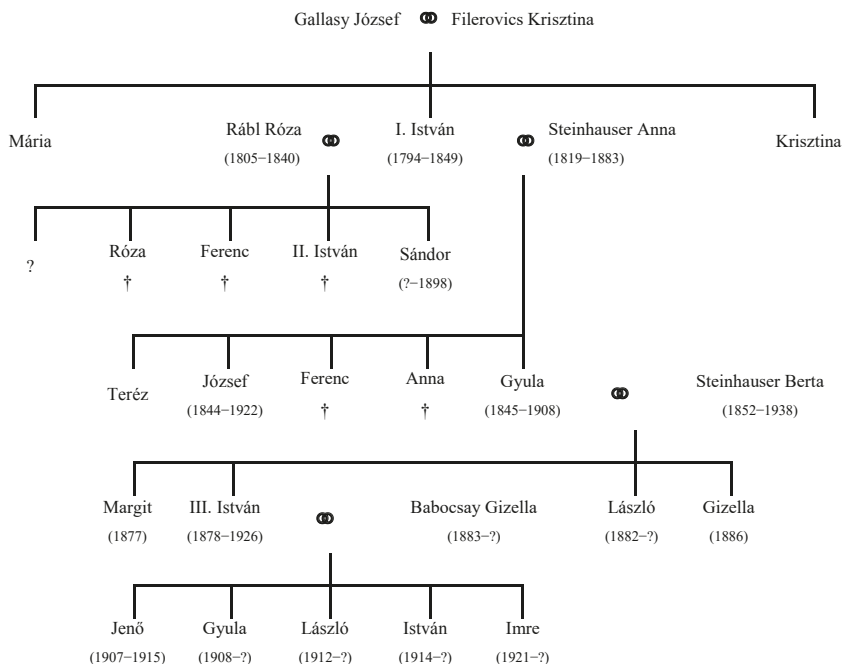 Gallasy József Filerovics Krisztina
Mária
Rábl Róza
(1805−1840)
I. István
(1794−1849)
Steinhauser Anna
(1819−1883)
Krisztina
?
Róza
†
Ferenc
†
II. István
†
Sándor
(?−1898)
Teréz
József
(1844−1922)
Ferenc
†
Anna
†
Gyula
(1845−1908)
Steinhauser Berta
(1852−1938)
Margit
(1877)
III. István
(1878−1926)
Babocsay Gizella
(1883−?)
László
(1882−?)
Gizella
(1886)
Jenő
(1907−1915)
Gyula
(1908−?)
László
(1912−?)
István
(1914−?)
Imre
(1921−?)